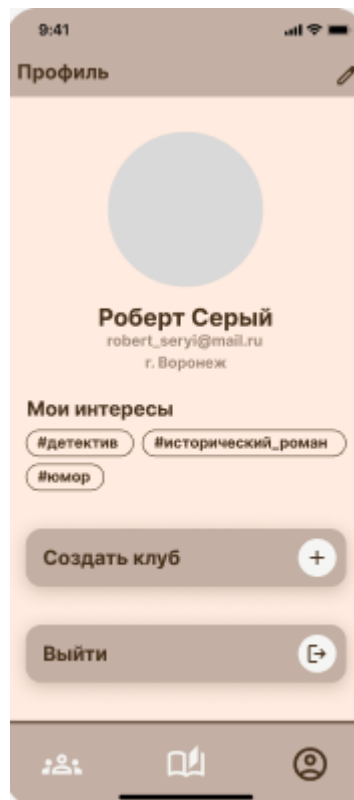 9:41
Профиль
Роберт Серый
robert_seryi@mail.ru
г. Воронеж
Мои интересы
#детектив #исторический_роман
#юмор
Создать клуб
Выйти